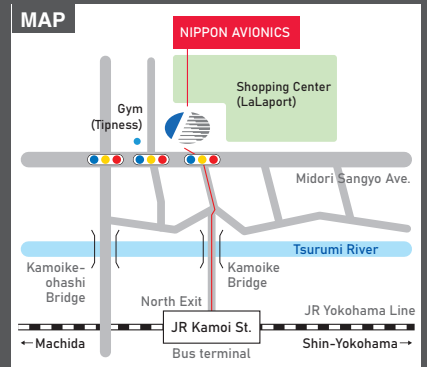 MAP
NIPPON AVIONICS
Shopping Center
(LaLaport)
Gym
(Tipness)
Midori Sangyo Ave.
Tsurumi River
Kamoike-
ohashi
Bridge
Kamoike
Bridge
North Exit
JR Yokohama Line
JR Kamoi St.
←Machida
Shin-Yokohama→
Bus terminal